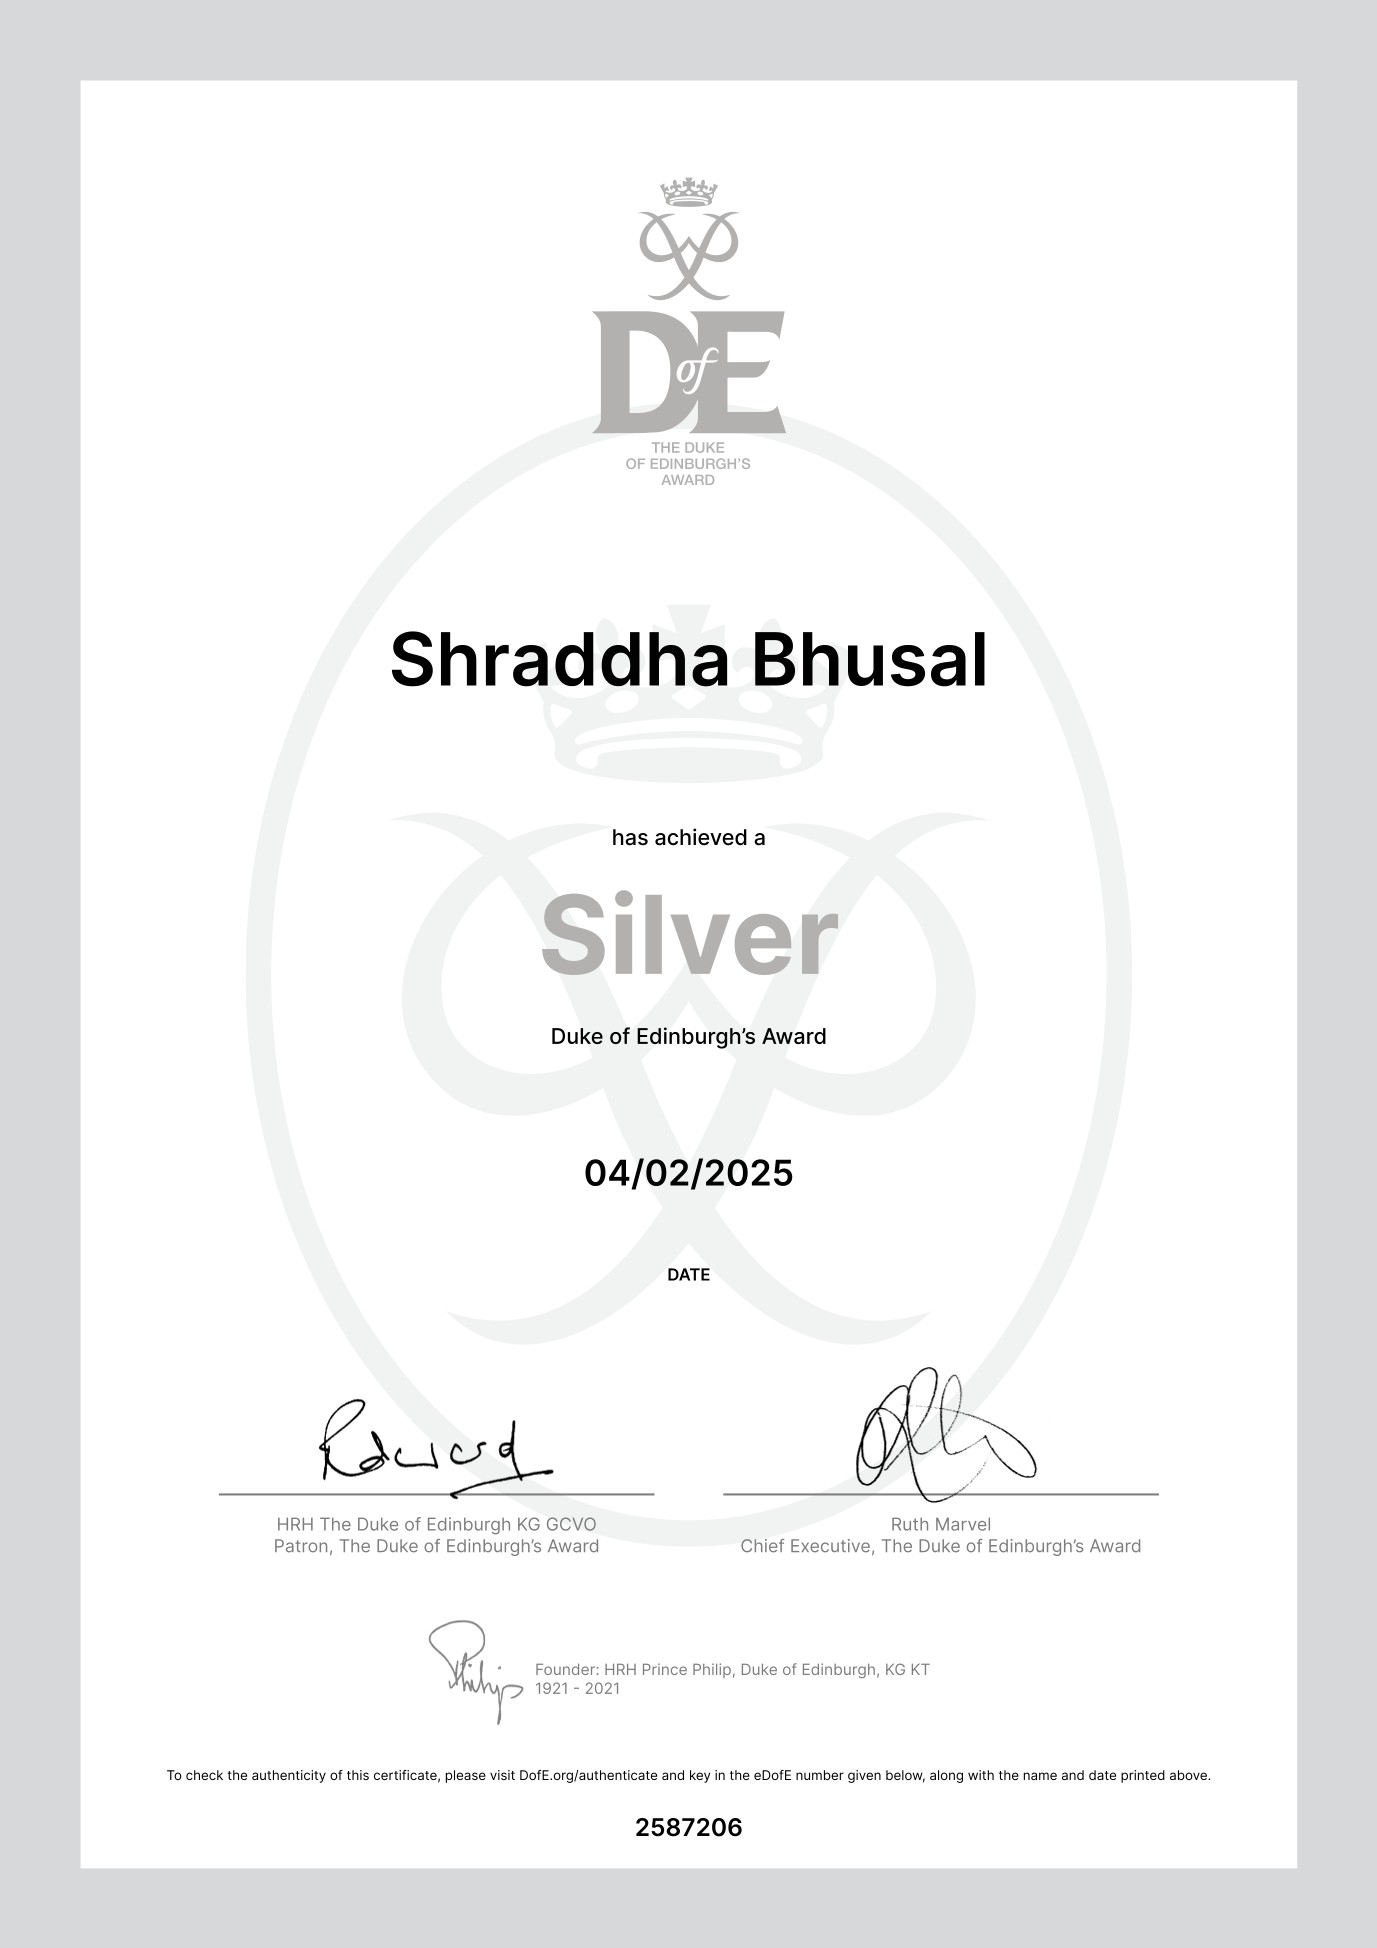 DofE
THE DUKE
OF EDINBURGH'S
AWARD
Shraddha Bhusal
has achieved a
Silver
Duke of Edinburgh’s Award
04/02/2025
DATE
Edward
HRH The Duke of Edinburgh KG GCVO
Patron, The Duke of Edinburgh’s Award
Ruth Marvel
Chief Executive, The Duke of Edinburgh’s Award
Philip
Founder: HRH Prince Philip, Duke of Edinburgh, KG KT
1921 - 2021
To check the authenticity of this certificate, please visit DofE.org/authenticate and key in the eDofE number given below, along with the name and date printed above.
2587206